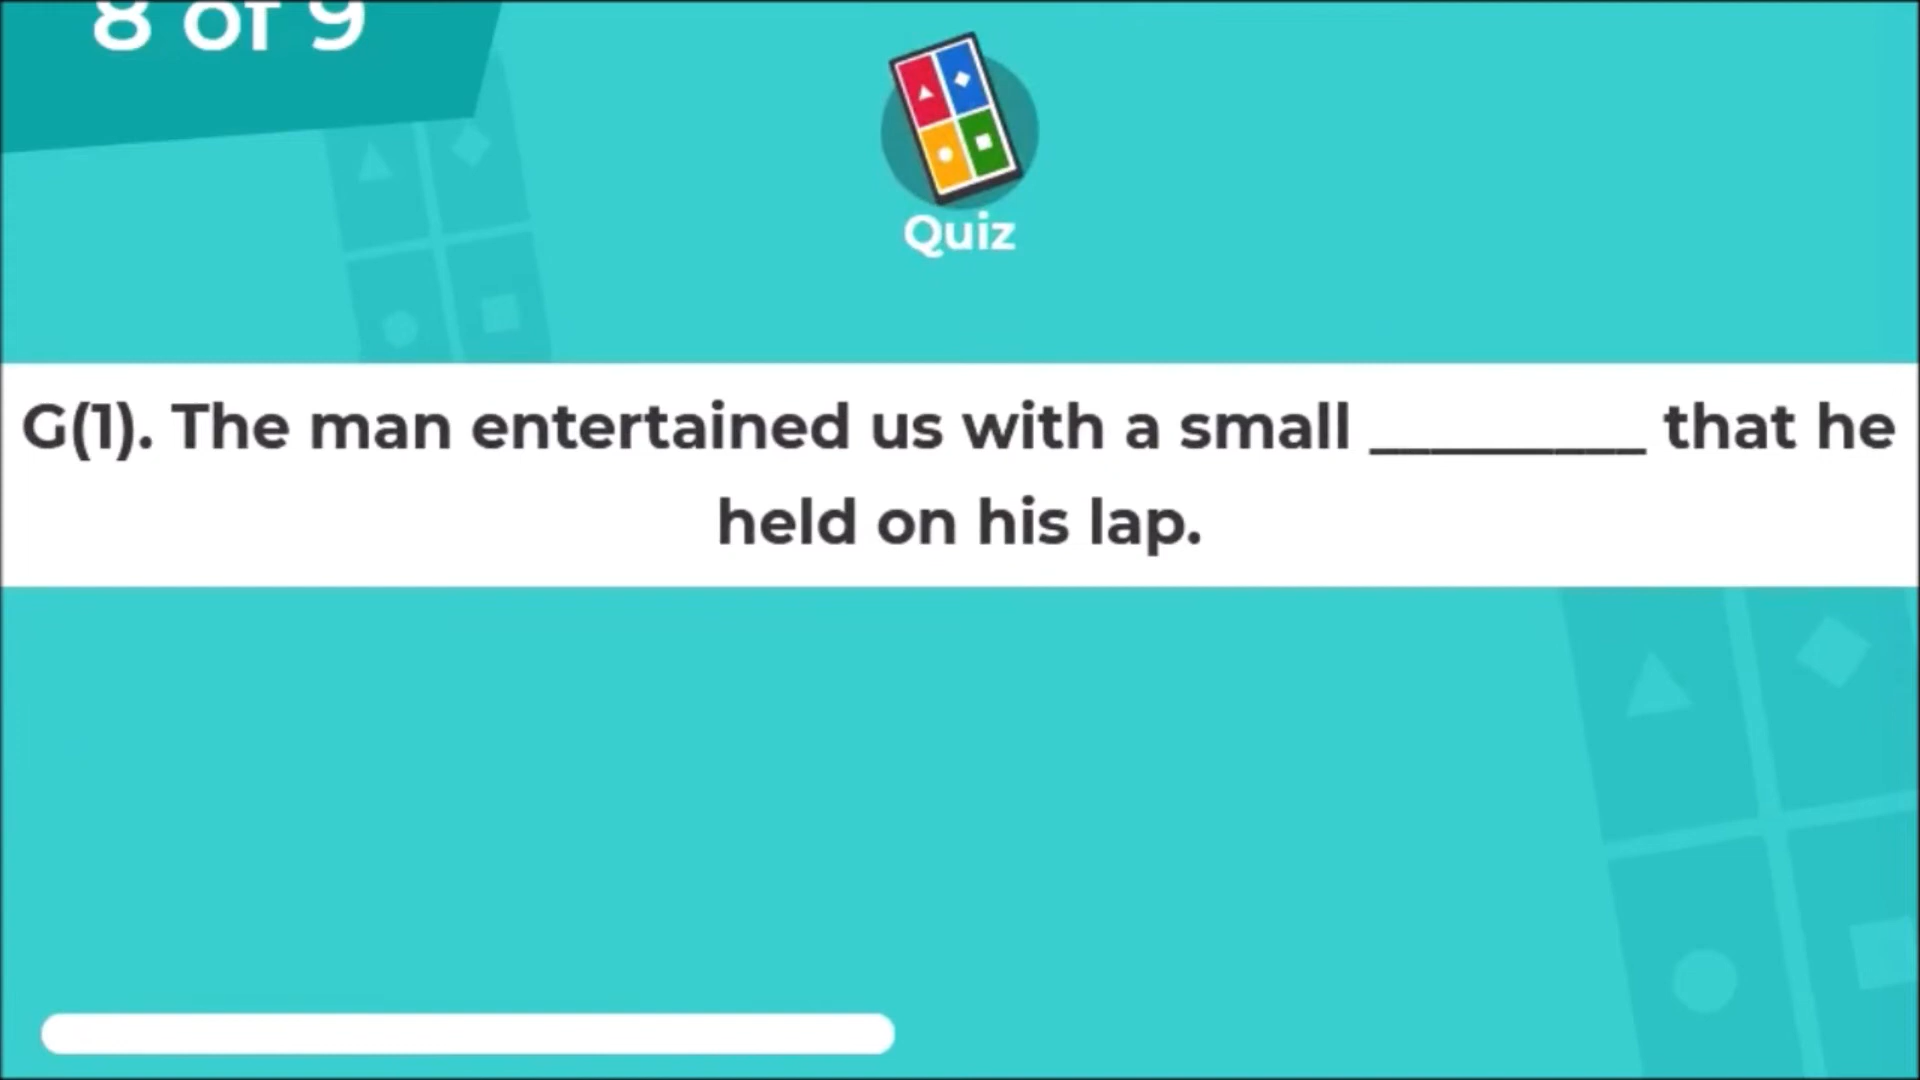 8 of 9
Quiz
G(1). The man entertained us with a small _________ that he
held on his lap.